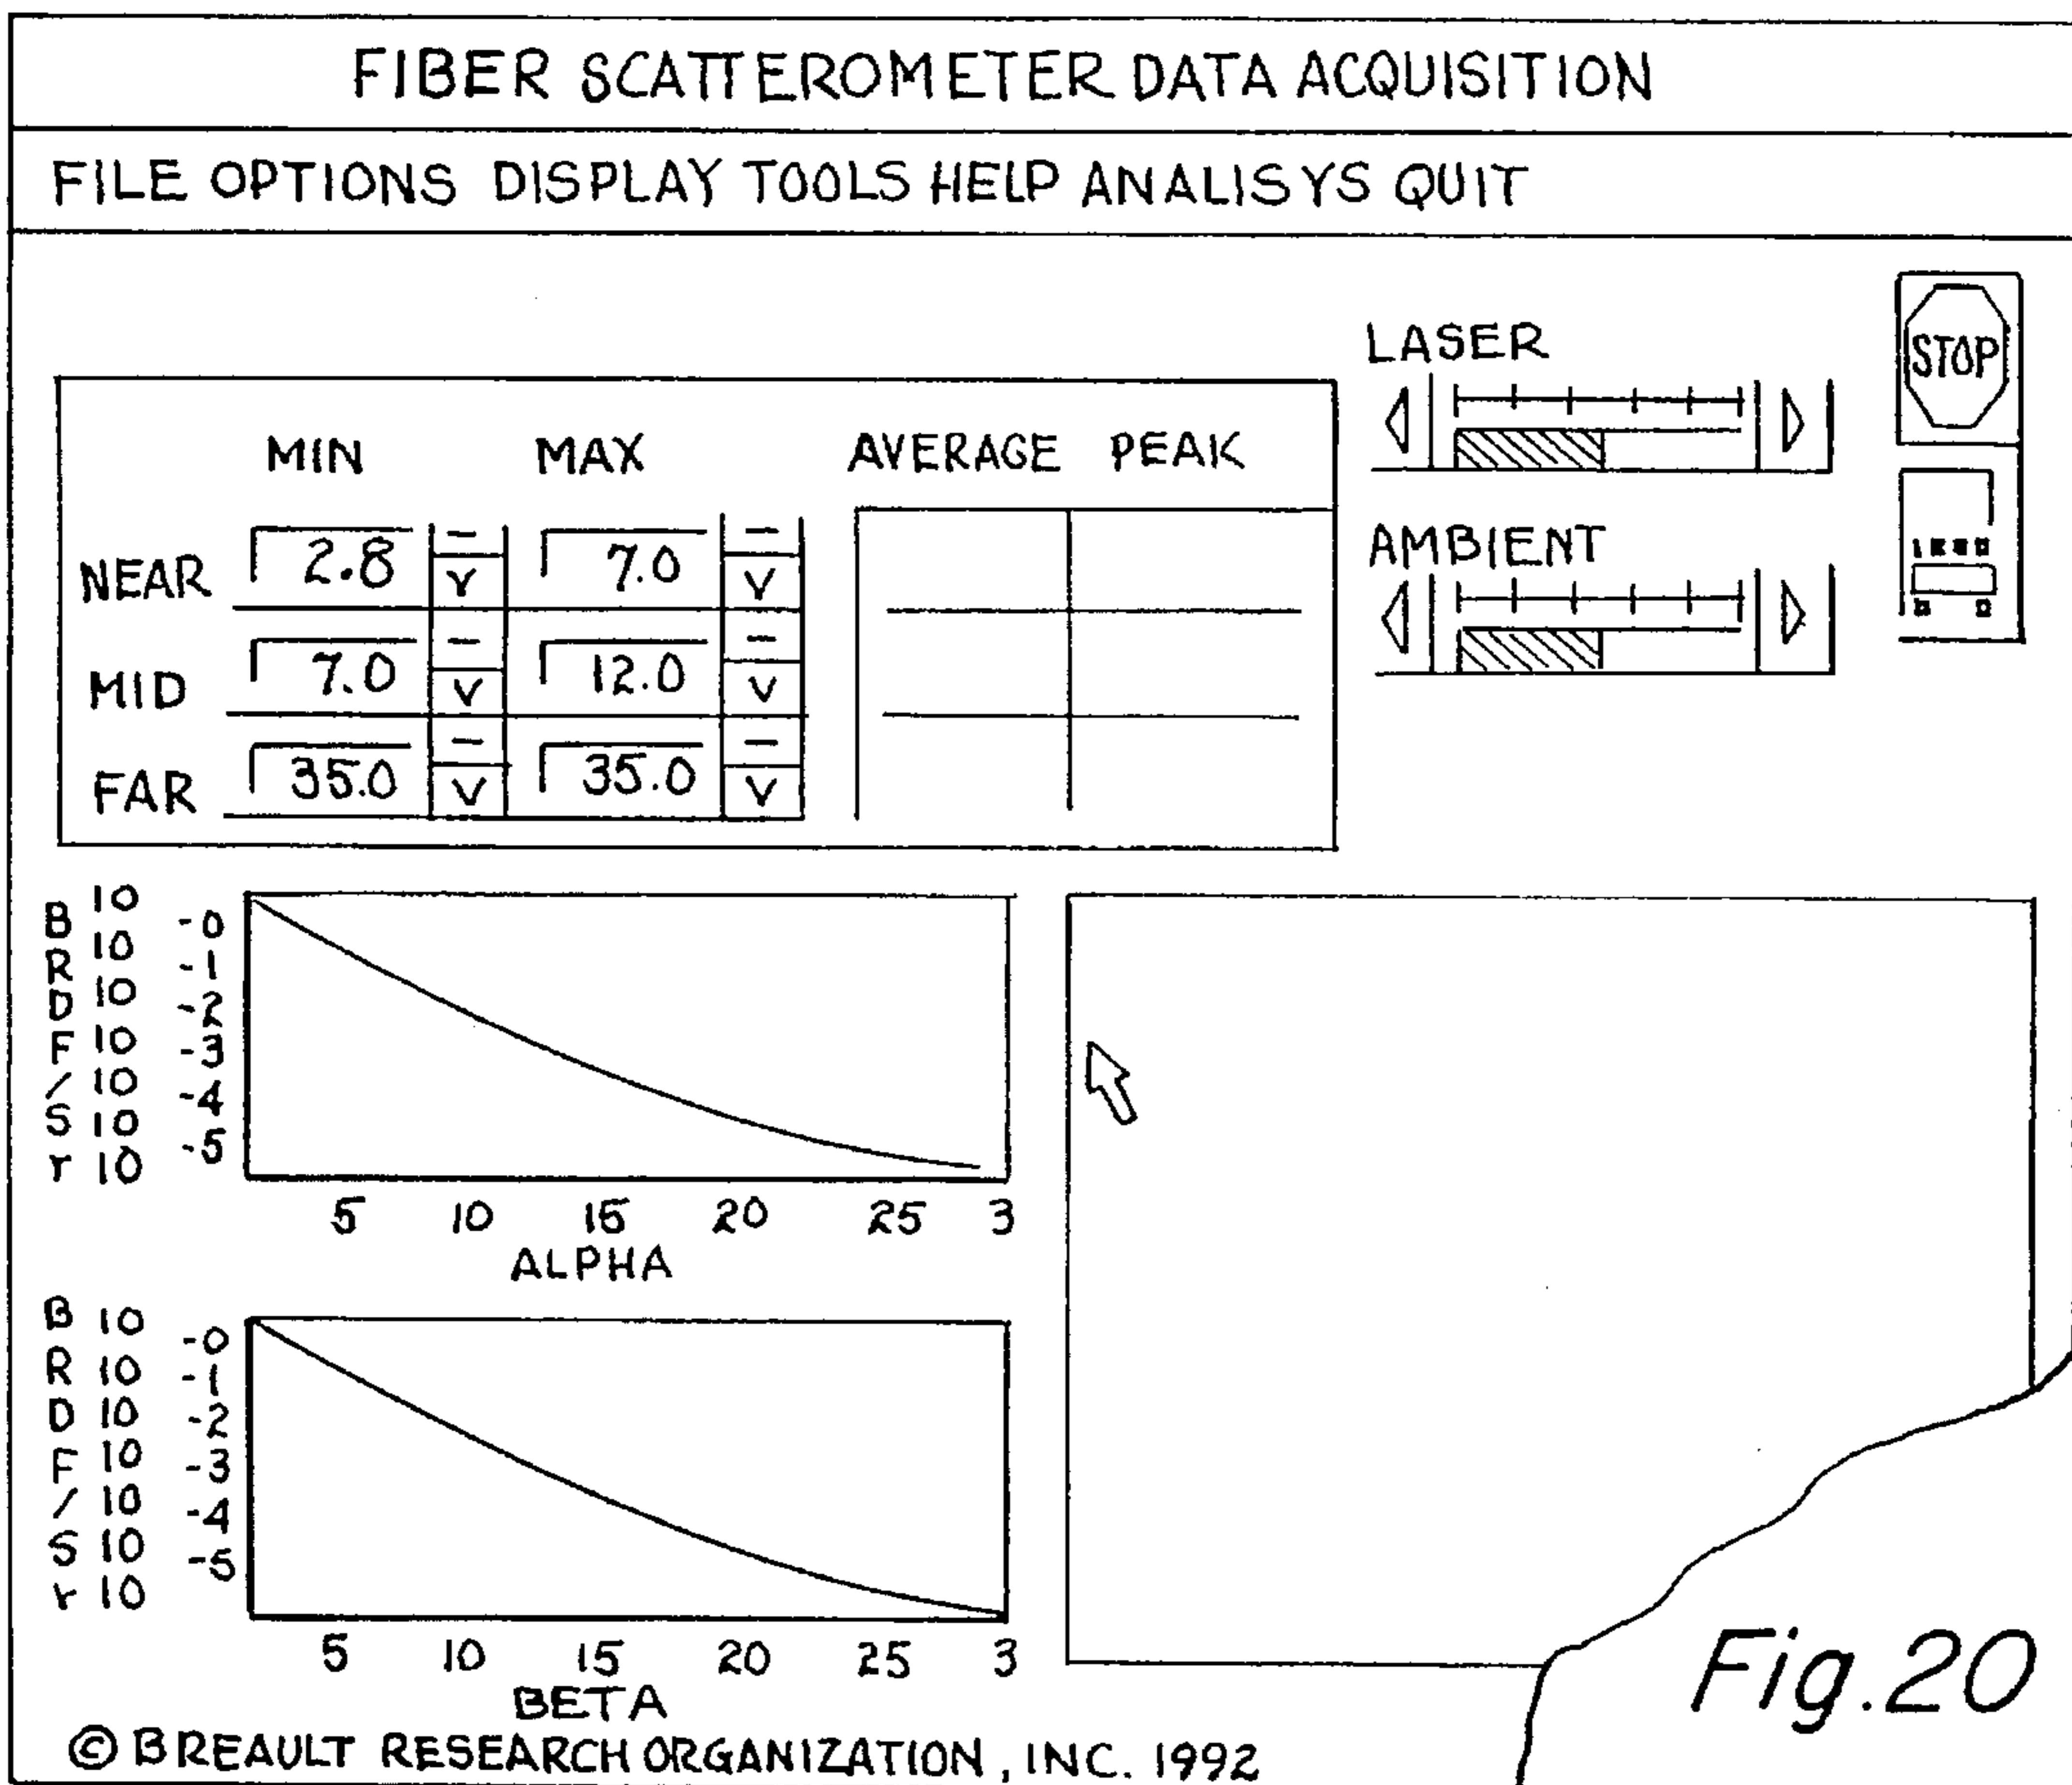 FIBER SCATTEROMETER DATA ACQUISITION
FILE OPTIONS DISPLAY TOOLS HELP ANALISYS QUIT
LASER
STOP
MIN MAX AVERAGE PEAK
AMBIENT
NEAR 2.8 - V 7.0 - V
MID 7.0 - V 12.0 - V
FAR 35.0 - V 35.0 - V
B 10 -0
R 10 -1
D 10 -2
F 10 -3
/ 10 -4
S 10 -5
r 10
5 10 15 20 25 3
ALPHA
B 10 -0
R 10 -1
D 10 -2
F 10 -3
/ 10 -4
S 10 -5
r 10
5 10 15 20 25 3
BETA
© BREAULT RESEARCH ORGANIZATION, INC. 1992
Fig.20